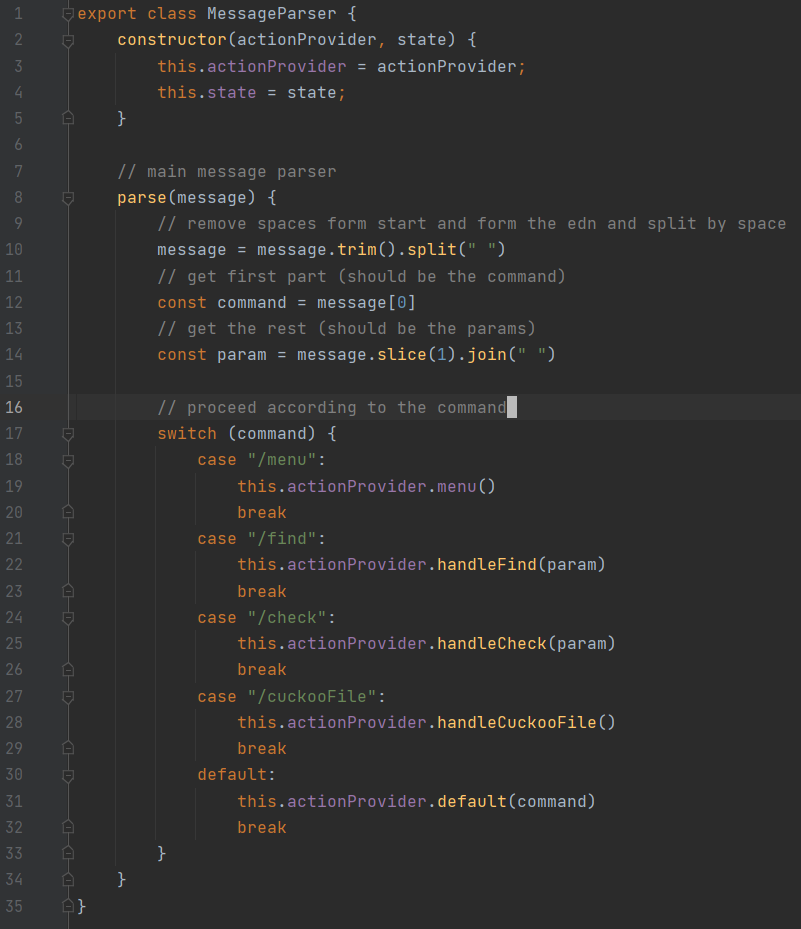 1 export class MessageParser {
2     constructor(actionProvider, state) {
3         this.actionProvider = actionProvider;
4         this.state = state;
5     }
6
7     // main message parser
8     parse(message) {
9         // remove spaces form start and form the edn and split by space
10         message = message.trim().split(" ")
11         // get first part (should be the command)
12         const command = message[0]
13         // get the rest (should be the params)
14         const param = message.slice(1).join(" ")
15
16         // proceed according to the command
17         switch (command) {
18             case "/menu":
19                 this.actionProvider.menu()
20                 break
21             case "/find":
22                 this.actionProvider.handleFind(param)
23                 break
24             case "/check":
25                 this.actionProvider.handleCheck(param)
26                 break
27             case "/cuckooFile":
28                 this.actionProvider.handleCuckooFile()
29                 break
30             default:
31                 this.actionProvider.default(command)
32                 break
33         }
34     }
35 }